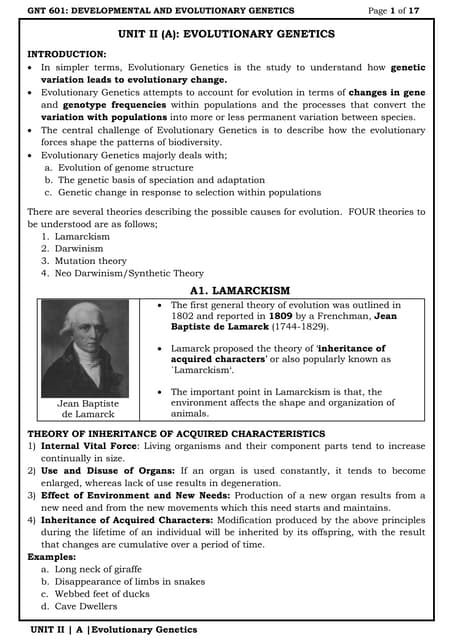 GNT 601: DEVELOPMENTAL AND EVOLUTIONARY GENETICS Page 1 of 17
UNIT II (A): EVOLUTIONARY GENETICS
INTRODUCTION:
• In simpler terms, Evolutionary Genetics is the study to understand how genetic
variation leads to evolutionary change.
• Evolutionary Genetics attempts to account for evolution in terms of changes in gene
and genotype frequencies within populations and the processes that convert the
variation with populations into more or less permanent variation between species.
• The central challenge of Evolutionary Genetics is to describe how the evolutionary
forces shape the patterns of biodiversity.
• Evolutionary Genetics majorly deals with;
a. Evolution of genome structure
b. The genetic basis of speciation and adaptation
c. Genetic change in response to selection within populations
There are several theories describing the possible causes for evolution. FOUR theories to
be understood are as follows;
1. Lamarckism
2. Darwinism
3. Mutation theory
4. Neo Darwinism/Synthetic Theory
A1. LAMARCKISM
Jean Baptiste
de Lamarck
• The first general theory of evolution was outlined in
1802 and reported in 1809 by a Frenchman, Jean
Baptiste de Lamarck (1744-1829).
• Lamarck proposed the theory of 'inheritance of
acquired characters' or also popularly known as
`Lamarckism'.
• The important point in Lamarckism is that, the
environment affects the shape and organization of
animals.
THEORY OF INHERITANCE OF ACQUIRED CHARACTERISTICS
1) Internal Vital Force: Living organisms and their component parts tend to increase
continually in size.
2) Use and Disuse of Organs: If an organ is used constantly, it tends to become
enlarged, whereas lack of use results in degeneration.
3) Effect of Environment and New Needs: Production of a new organ results from a
new need and from the new movements which this need starts and maintains.
4) Inheritance of Acquired Characters: Modification produced by the above principles
during the lifetime of an individual will be inherited by its offspring, with the result
that changes are cumulative over a period of time.
Examples:
a. Long neck of giraffe
b. Disappearance of limbs in snakes
c. Webbed feet of ducks
d. Cave Dwellers
UNIT II | A |Evolutionary Genetics